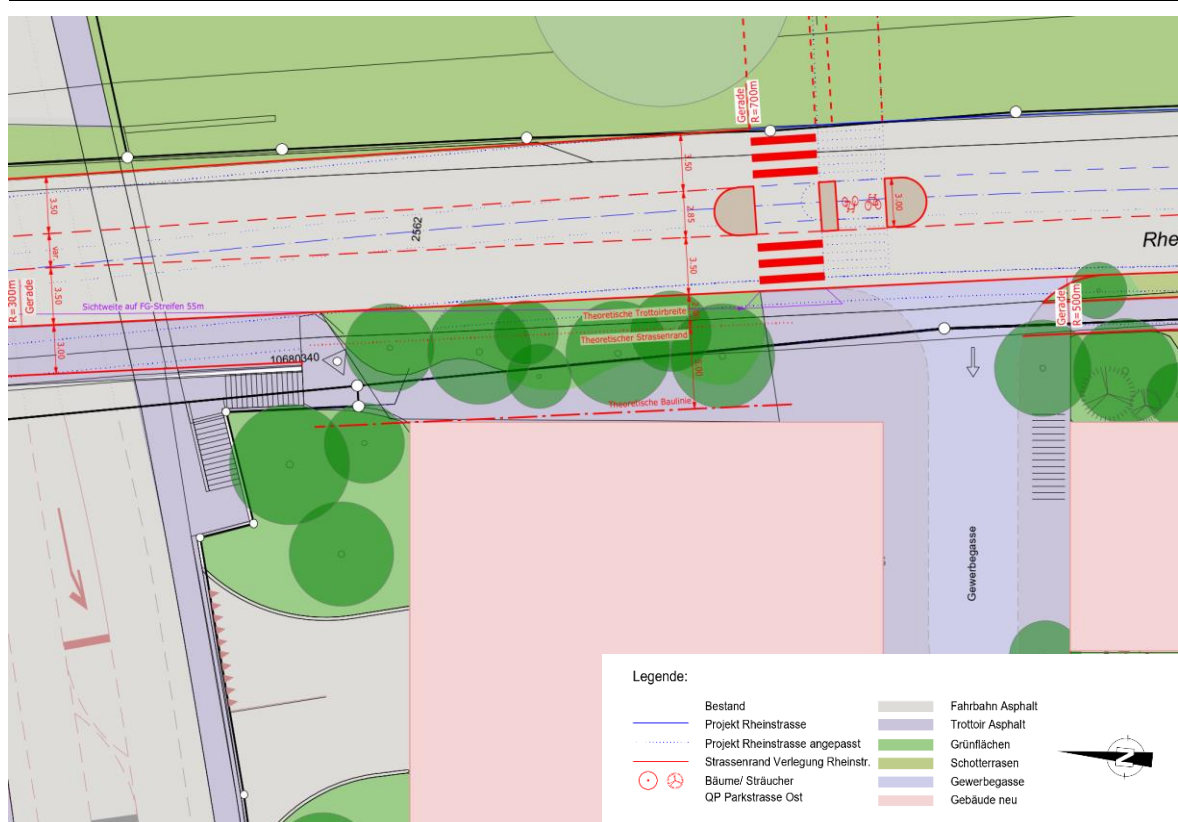 Gerade
R=700m
3.50
3.50
2.85
3.00
var.
2562
Rhe
3.50
3.50
R=300m
Gerade
Sichtweite auf FG-Streifen 55m
Theoretische Trottoirbreite
Theoretischer Strassenrand
Gerade
R=500m
3.00
10680340
5.00
Theoretische Baulinie
Gewerbegasse
Legende:
Bestand
Projekt Rheinstrasse
Projekt Rheinstrasse angepasst
Strassenrand Verlegung Rheinstr.
Bäume/ Sträucher
QP Parkstrasse Ost
Fahrbahn Asphalt
Trottoir Asphalt
Grünflächen
Schotterrasen
Gewerbegasse
Gebäude neu
N